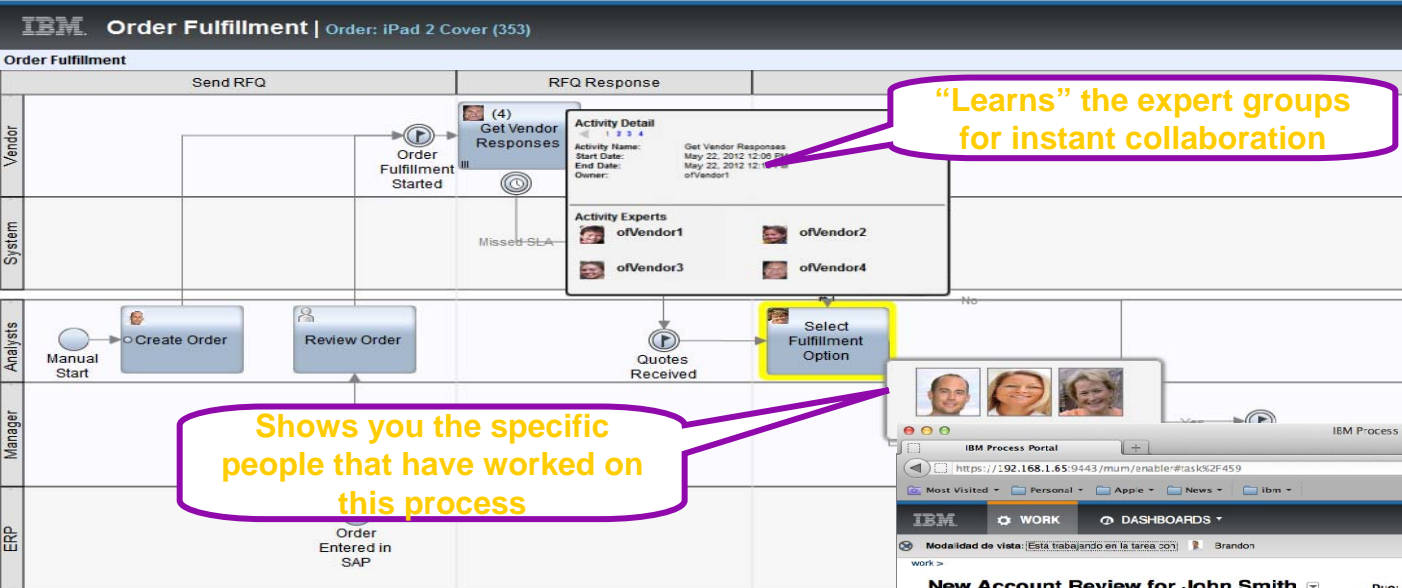 IBM. Order Fulfillment | Order: iPad 2 Cover (353)
Order Fulfillment
Send RFQ
RFQ Response
"Learns" the expert groups
for instant collaboration
Vendor
Order
Fulfillment
Started
(4)
Get Vendor
Responses
Activity Detail
1 2 3 4
Activity Name: Get Vendor Responses
Start Date: May 22, 2012 12:06 PM
End Date: May 22, 2012
Owner: ofVendor1
Activity Experts
ofVendor1
ofVendor2
ofVendor3
ofVendor4
System
Missed SLA
No
Analysts
Manual
Start
Create Order
Review Order
Quotes
Received
Select
Fulfillment
Option
Manager
Shows you the specific
people that have worked on
this process
Yes
ERP
Order
Entered in
SAP
IBM Process
IBM Process Portal
+
https://192.168.1.65:9443/mum/enabler#task%2F459
Most Visited Personal Apple News ibm
IBM. WORK DASHBOARDS
Modalidad de vista: Está trabajando en la tarea con: Brandon
work >
New Account Review for John Smith